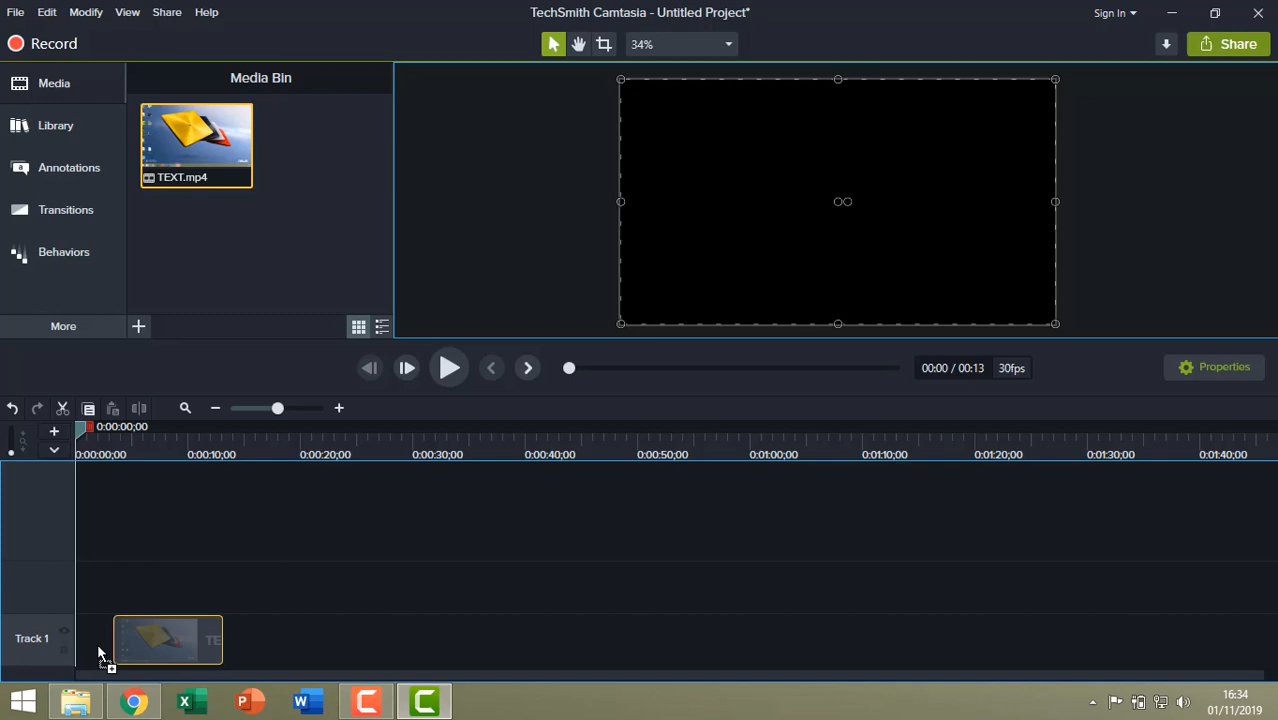 File Edit Modify View Share Help
TechSmith Camtasia - Untitled Project*
Sign In
Record
34%
Share
Media
Media Bin
Library
TEXT.mp4
Annotations
Transitions
Behaviors
More
00:00 / 00:13 30fps
Properties
0:00:00;00
0:00:00;00 0:00:10;00 0:00:20;00 0:00:30;00 0:00:40;00 0:00:50;00 0:01:00;00 0:01:10;00 0:01:20;00 0:01:30;00 0:01:40;00
Track 1
TE
16:34
01/11/2019